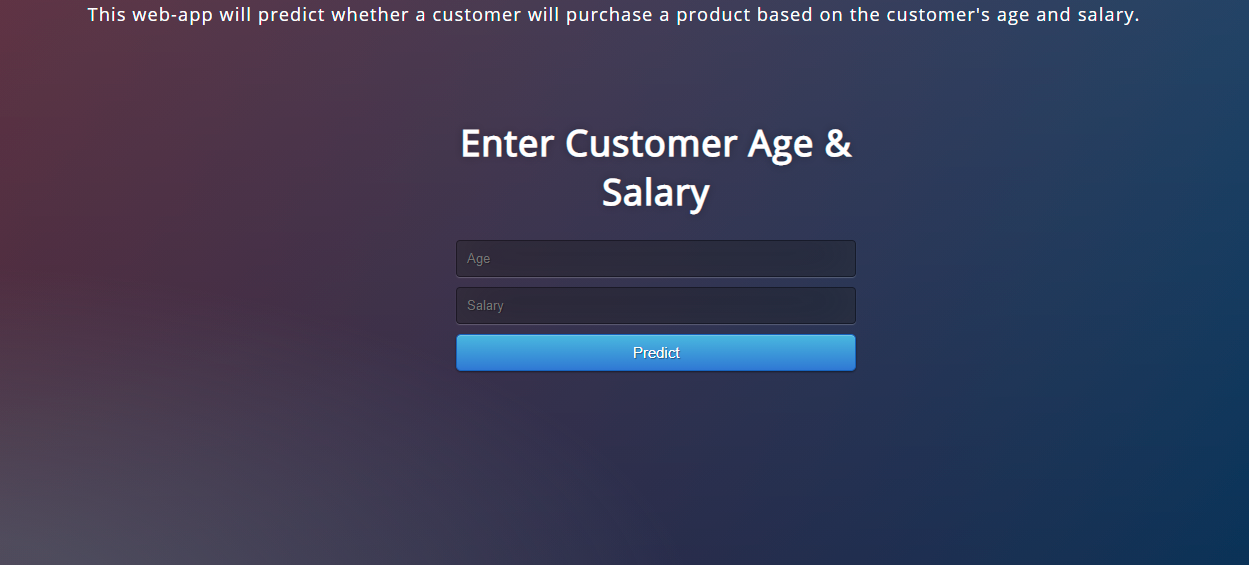 This web-app will predict whether a customer will purchase a product based on the customer's age and salary.
Enter Customer Age &
Salary
Age
Salary
Predict